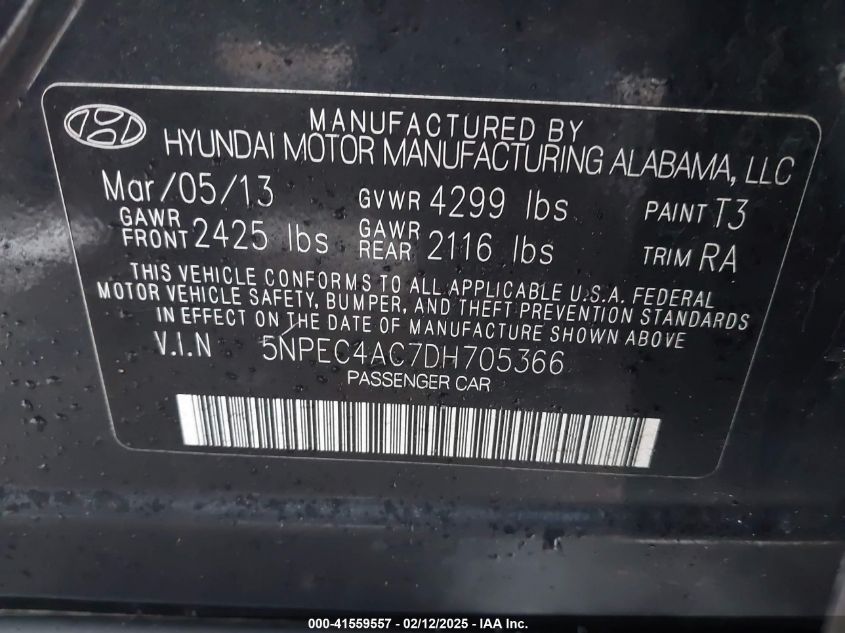 MANUFACTURED BY
HYUNDAI MOTOR MANUFACTURING ALABAMA, LLC
Mar/05/13 GVWR 4299 lbs PAINT T3
GAWR FRONT 2425 lbs GAWR REAR 2116 lbs TRIM RA
THIS VEHICLE CONFORMS TO ALL APPLICABLE U.S.A. FEDERAL
MOTOR VEHICLE SAFETY, BUMPER, AND THEFT PREVENTION STANDARDS
IN EFFECT ON THE DATE OF MANUFACTURE SHOWN ABOVE
V.I.N 5NPEC4AC7DH705366
PASSENGER CAR
000-41559557 - 02/12/2025 - IAA Inc.